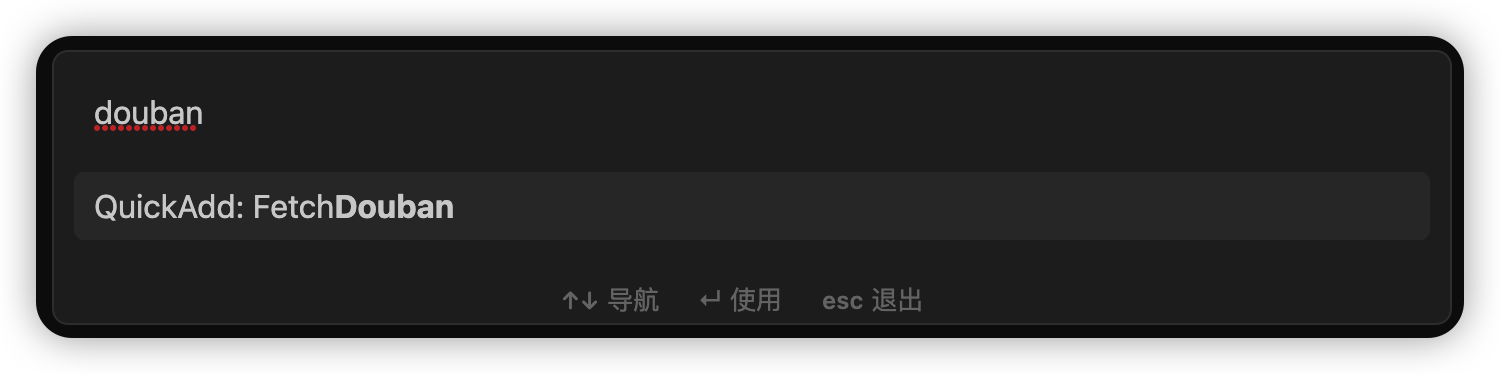 douban
QuickAdd: FetchDouban
↑↓ 导航 ↵ 使用 esc 退出